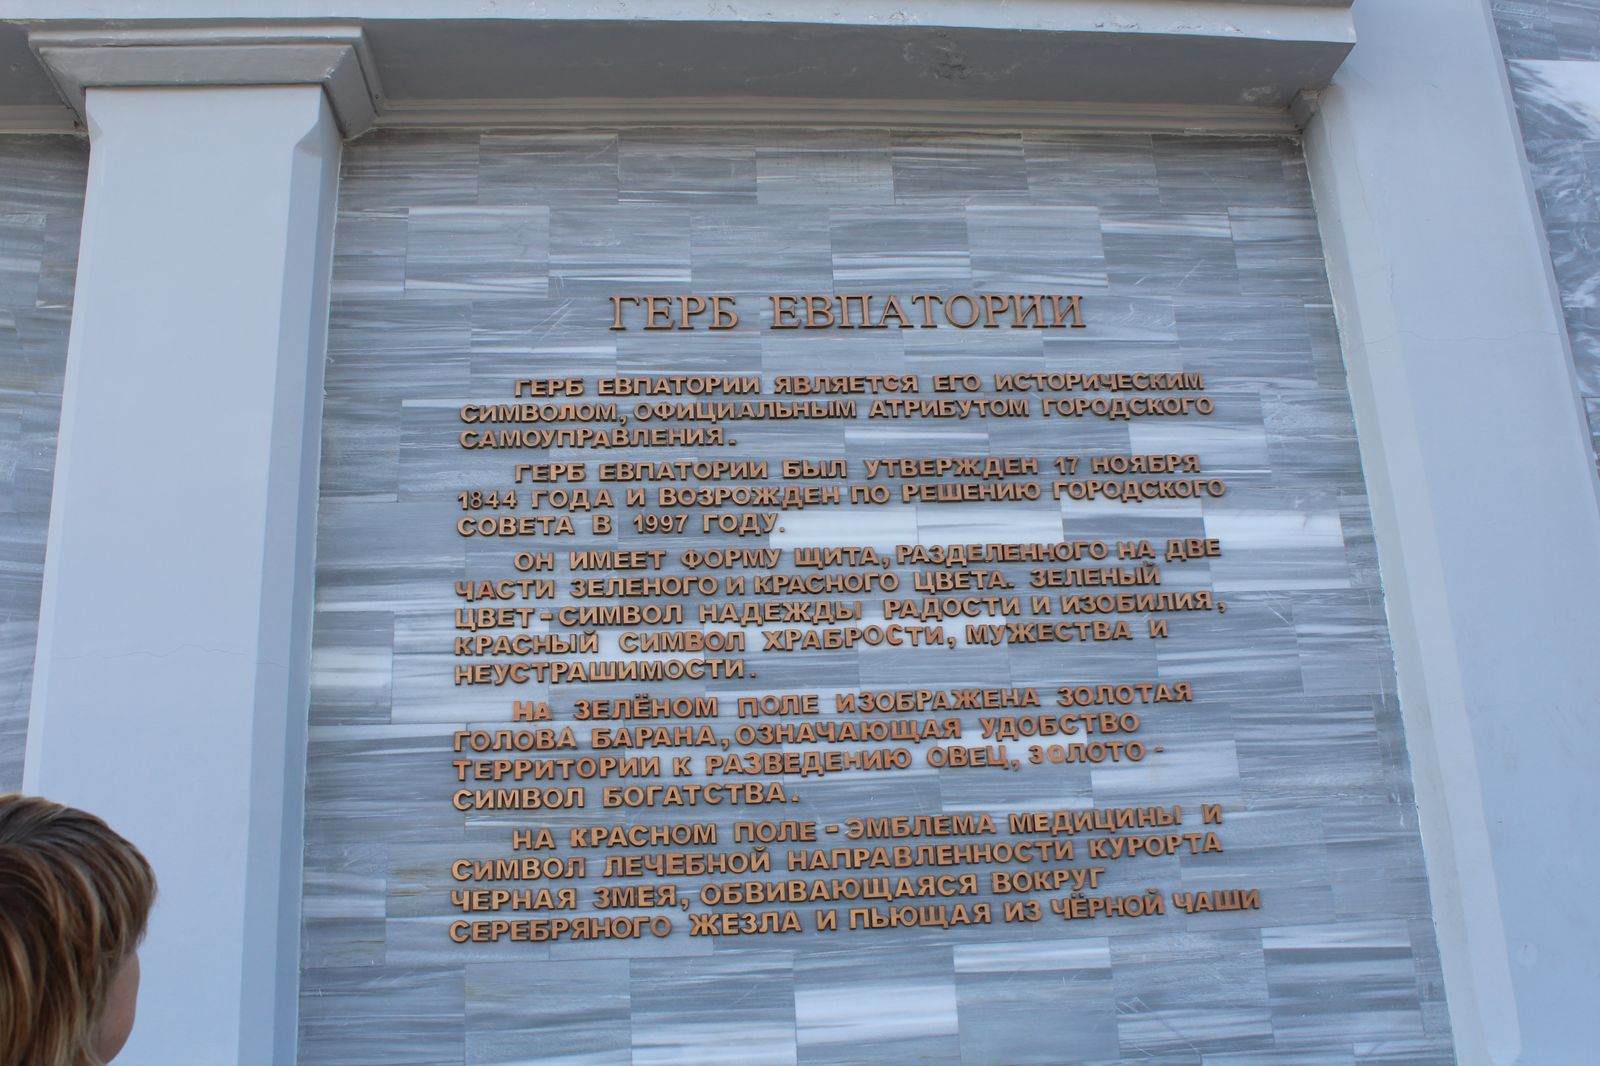 ГЕРБ ЕВПАТОРИИ
ГЕРБ ЕВПАТОРИИ ЯВЛЯЕТСЯ ЕГО ИСТОРИЧЕСКИМ
СИМВОЛОМ, ОФИЦИАЛЬНЫМ АТРИБУТОМ ГОРОДСКОГО
САМОУПРАВЛЕНИЯ.
ГЕРБ ЕВПАТОРИИ БЫЛ УТВЕРЖДЕН 17 НОЯБРЯ
1844 ГОДА И ВОЗРОЖДЕН ПО РЕШЕНИЮ ГОРОДСКОГО
СОВЕТА В 1997 ГОДУ.
ОН ИМЕЕТ ФОРМУ ЩИТА, РАЗДЕЛЕННОГО НА ДВЕ
ЧАСТИ ЗЕЛЕНОГО И КРАСНОГО ЦВЕТА. ЗЕЛЕНЫЙ
ЦВЕТ - СИМВОЛ НАДЕЖДЫ РАДОСТИ И ИЗОБИЛИЯ,
КРАСНЫЙ СИМВОЛ ХРАБРОСТИ, МУЖЕСТВА И
НЕУСТРАШИМОСТИ.
НА ЗЕЛЁНОМ ПОЛЕ ИЗОБРАЖЕНА ЗОЛОТАЯ
ГОЛОВА БАРАНА, ОЗНАЧАЮЩАЯ УДОБСТВО
ТЕРРИТОРИИ К РАЗВЕДЕНИЮ ОВЕЦ, ЗОЛОТО -
СИМВОЛ БОГАТСТВА.
НА КРАСНОМ ПОЛЕ - ЭМБЛЕМА МЕДИЦИНЫ И
СИМВОЛ ЛЕЧЕБНОЙ НАПРАВЛЕННОСТИ КУРОРТА
ЧЕРНАЯ ЗМЕЯ, ОБВИВАЮЩАЯСЯ ВОКРУГ
СЕРЕБРЯНОГО ЖЕЗЛА И ПЬЮЩАЯ ИЗ ЧЁРНОЙ ЧАШИ